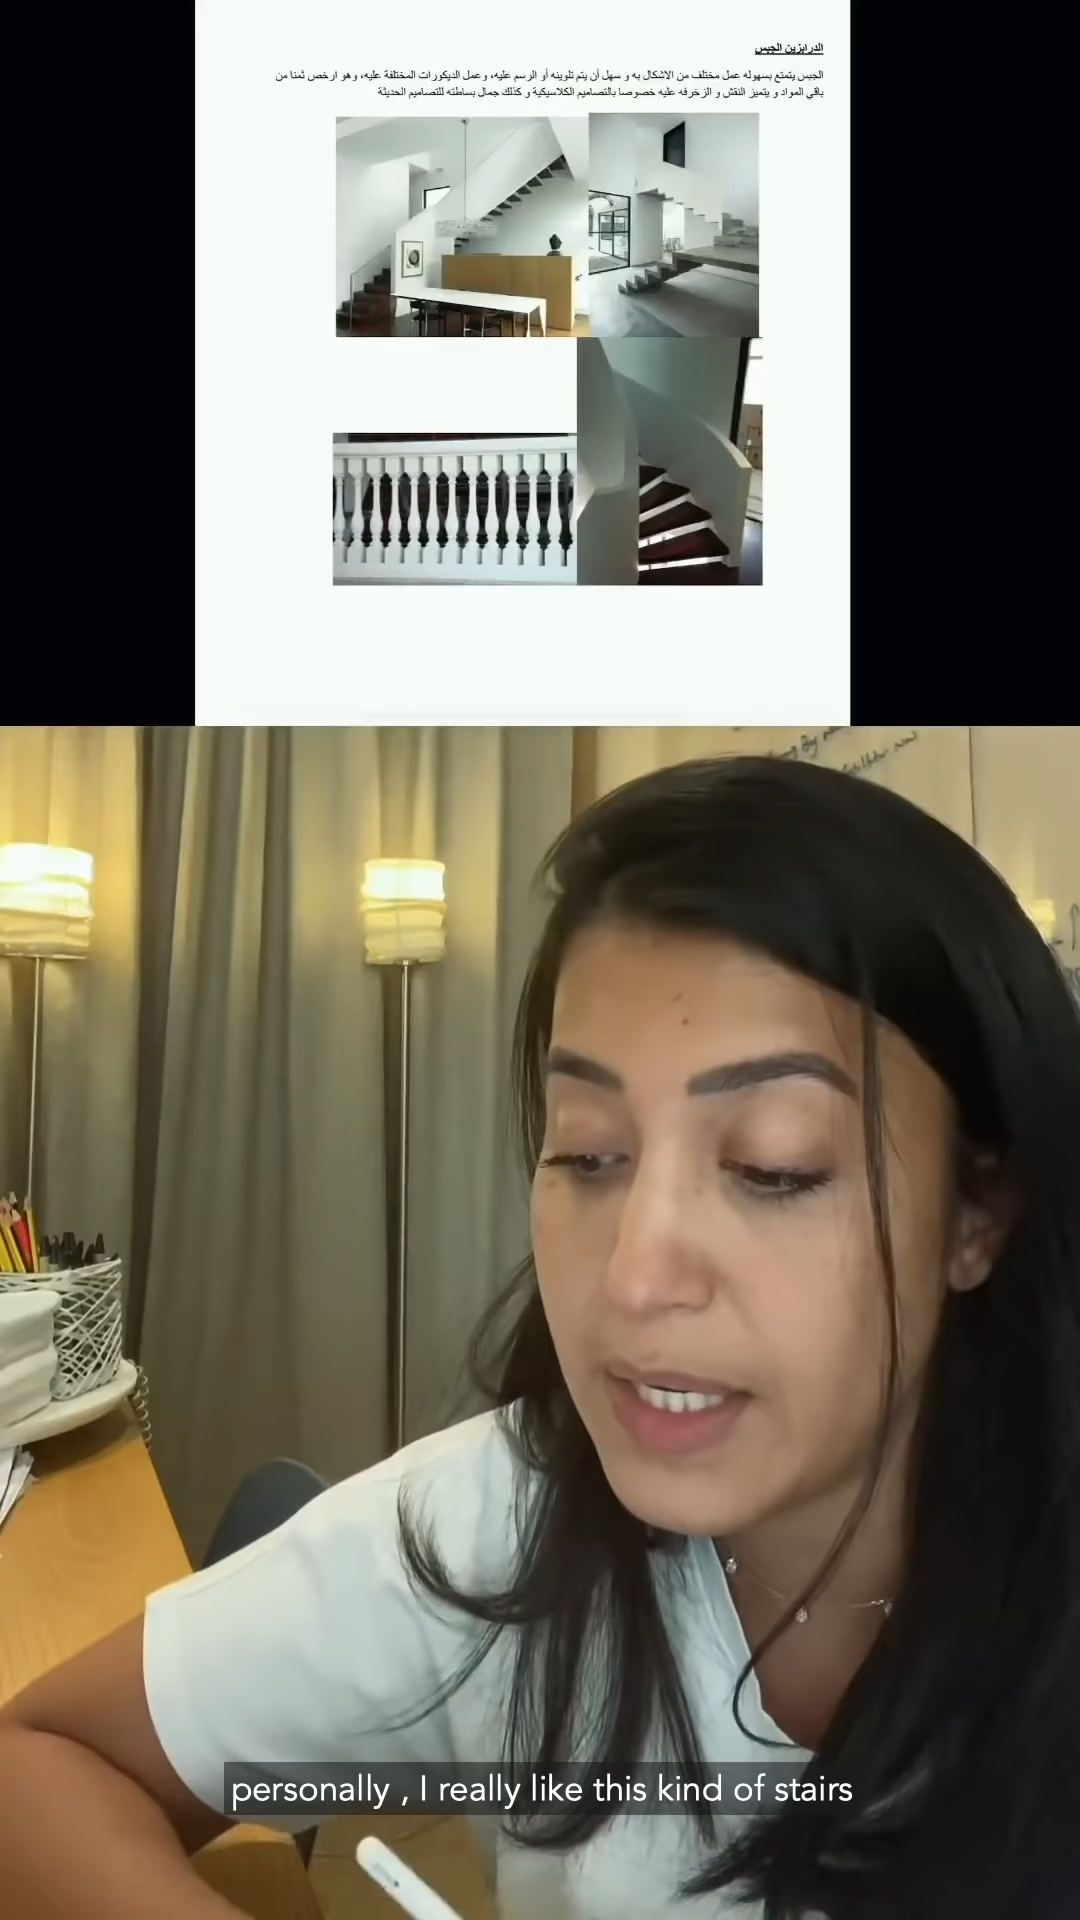 الدرابزين الجبس
الجبس يتمتع بسهوله عمل مختلف من الاشكال به و سهل أن يتم تلوينه أو الرسم عليه، وعمل الديكورات المختلفة عليه، وهو ارخص ثمنا من
باقي المواد و يتميز النقش و الزخرفه عليه خصوصا بالتصاميم الكلاسيكية و كذلك جمال بساطته للتصاميم الحديثة
personally , I really like this kind of stairs